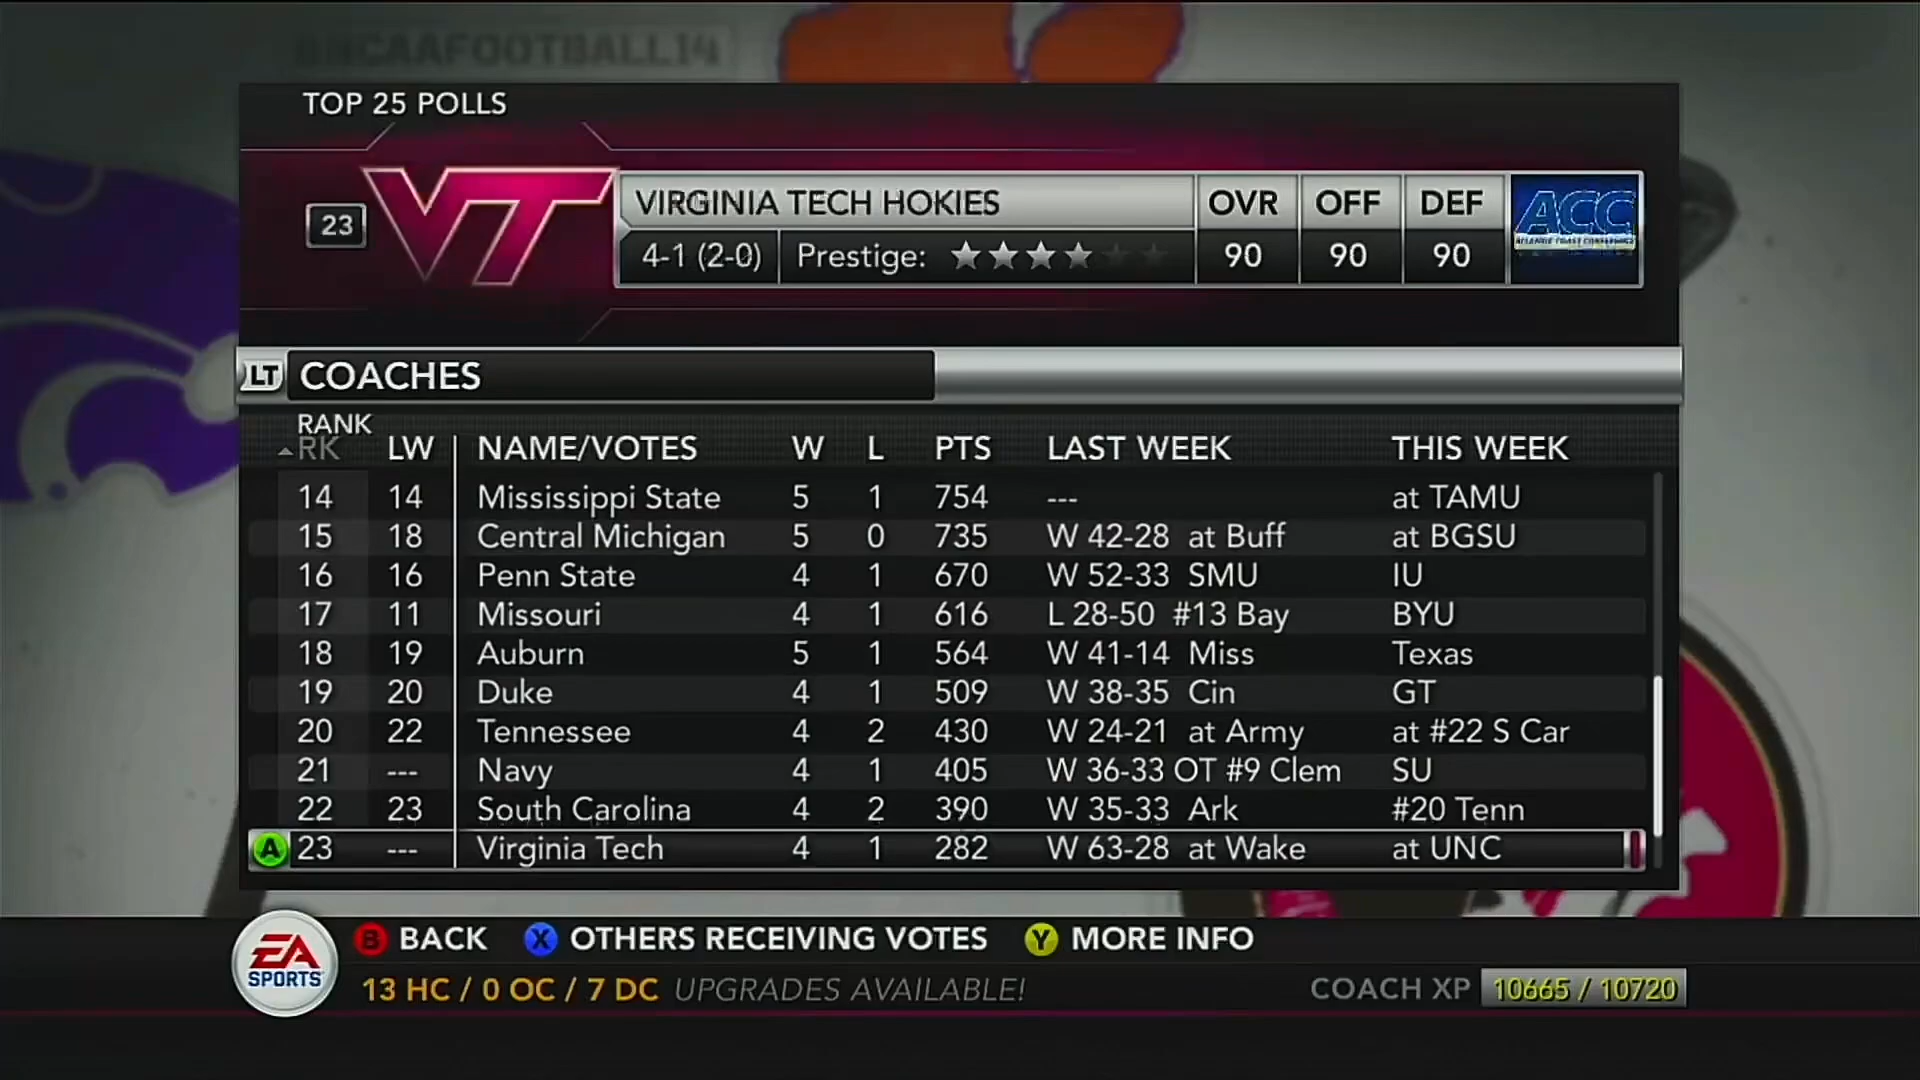 #NCAAFOOTBALL14
TOP 25 POLLS
23 VT VIRGINIA TECH HOKIES OVR OFF DEF ACC
4-1 (2-0) Prestige: 90 90 90
ATLANTIC COAST CONFERENCE
LT COACHES
RANK
RK LW NAME/VOTES W L PTS LAST WEEK THIS WEEK
14 14 Mississippi State 5 1 754 --- at TAMU
15 18 Central Michigan 5 0 735 W 42-28 at Buff at BGSU
16 16 Penn State 4 1 670 W 52-33 SMU IU
17 11 Missouri 4 1 616 L 28-50 #13 Bay BYU
18 19 Auburn 5 1 564 W 41-14 Miss Texas
19 20 Duke 4 1 509 W 38-35 Cin GT
20 22 Tennessee 4 2 430 W 24-21 at Army at #22 S Car
21 --- Navy 4 1 405 W 36-33 OT #9 Clem SU
22 23 South Carolina 4 2 390 W 35-33 Ark #20 Tenn
A 23 --- Virginia Tech 4 1 282 W 63-28 at Wake at UNC
EA SPORTS B BACK X OTHERS RECEIVING VOTES Y MORE INFO
13 HC / 0 OC / 7 DC UPGRADES AVAILABLE! COACH XP 10665 / 10720